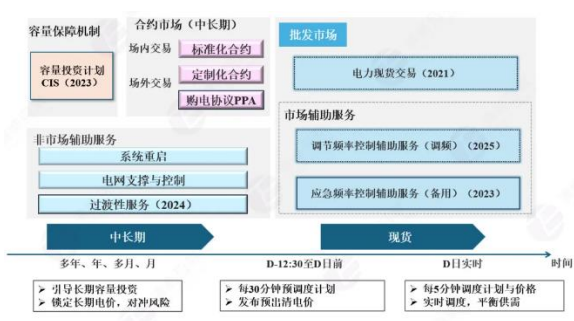 容量保障机制
容量投资计划
CIS（2023）
合约市场（中长期）
场内交易
标准化合约
场外交易
定制化合约
购电协议PPA
批发市场
电力现货交易（2021）
市场辅助服务
调节频率控制辅助服务（调频）（2025）
应急频率控制辅助服务（备用）（2023）
非市场辅助服务
系统重启
电网支撑与控制
过渡性服务（2024）
中长期
现货
多年、年、多月、月
D-12:30至D日前
D日实时
时间
➢ 引导长期容量投资
➢ 锁定长期电价，对冲风险
➢ 每30分钟预调度计划
➢ 发布预出清电价
➢ 每5分钟调度计划与价格
➢ 实时调度，平衡供需